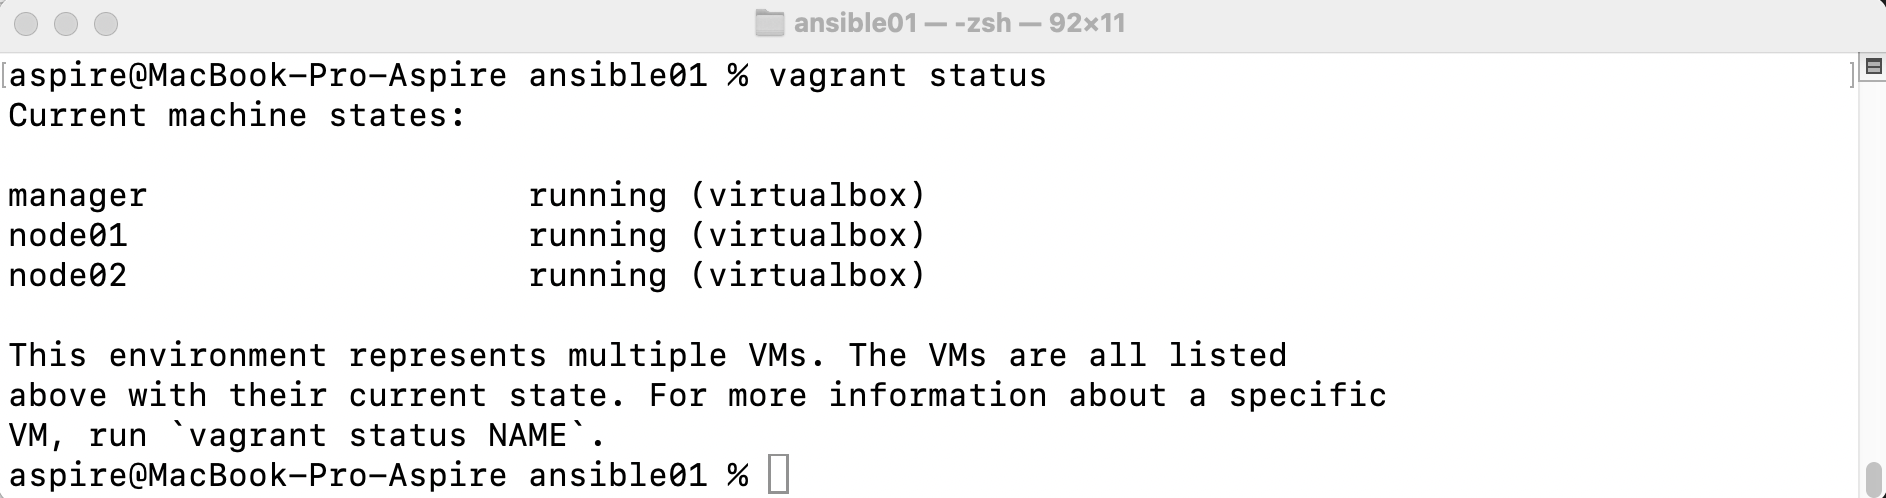 ansible01 — -zsh — 92×11
aspire@MacBook-Pro-Aspire ansible01 % vagrant status
Current machine states:
manager                   running (virtualbox)
node01                    running (virtualbox)
node02                    running (virtualbox)
This environment represents multiple VMs. The VMs are all listed
above with their current state. For more information about a specific
VM, run `vagrant status NAME`.
aspire@MacBook-Pro-Aspire ansible01 %